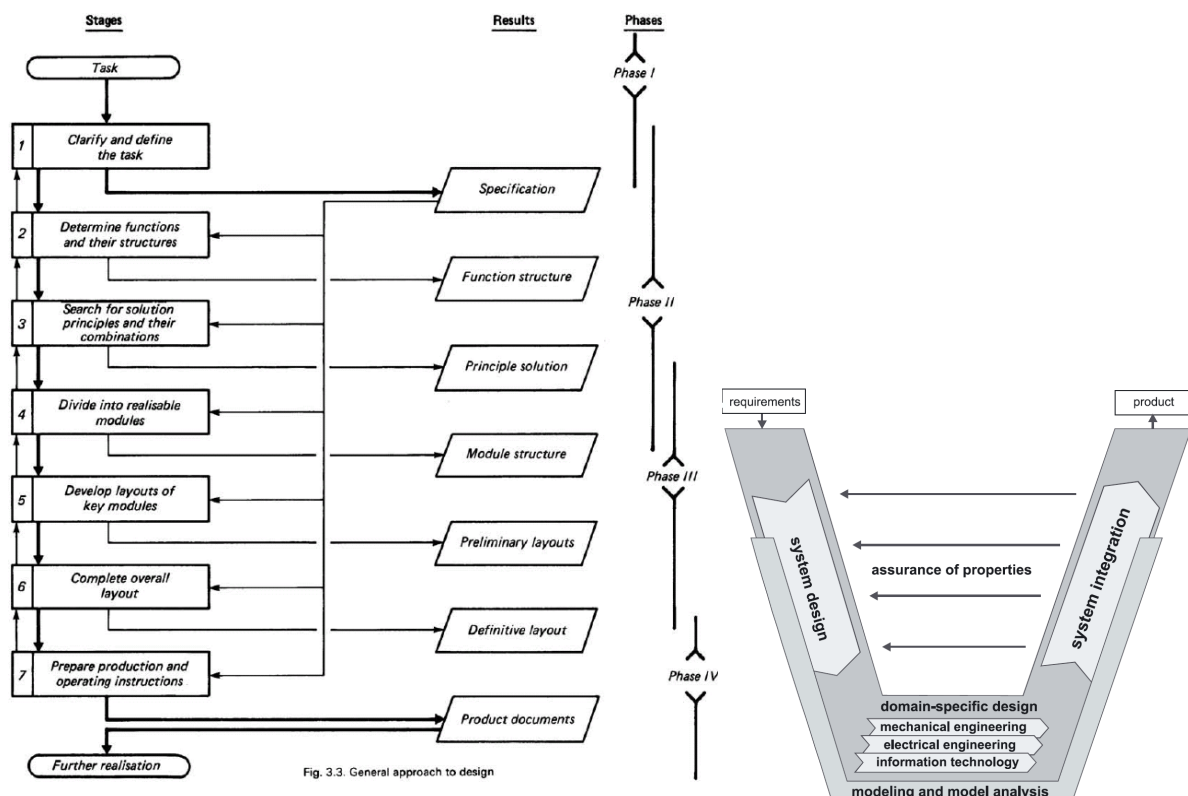 Stages
Results
Phases
Task
Phase I
1
Clarify and define
the task
Specification
2
Determine functions
and their structures
Function structure
Phase II
3
Search for solution
principles and their
combinations
Principle solution
4
Divide into realisable
modules
Module structure
Phase III
5
Develop layouts of
key modules
Preliminary layouts
6
Complete overall
layout
Definitive layout
7
Prepare production and
operating instructions
Phase IV
Product documents
Further realisation
Fig. 3.3. General approach to design
requirements
product
system design
assurance of properties
system integration
domain-specific design
mechanical engineering
electrical engineering
information technology
modeling and model analysis